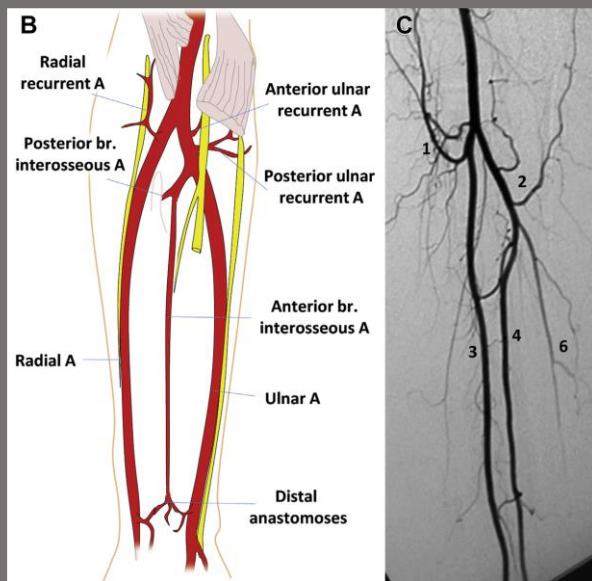 B
Radial
recurrent A
Posterior br.
interosseous A
Radial A
Anterior ulnar
recurrent A
Posterior ulnar
recurrent A
Anterior br.
interosseous A
Ulnar A
Distal
anastomoses
C
1
2
3
4
6